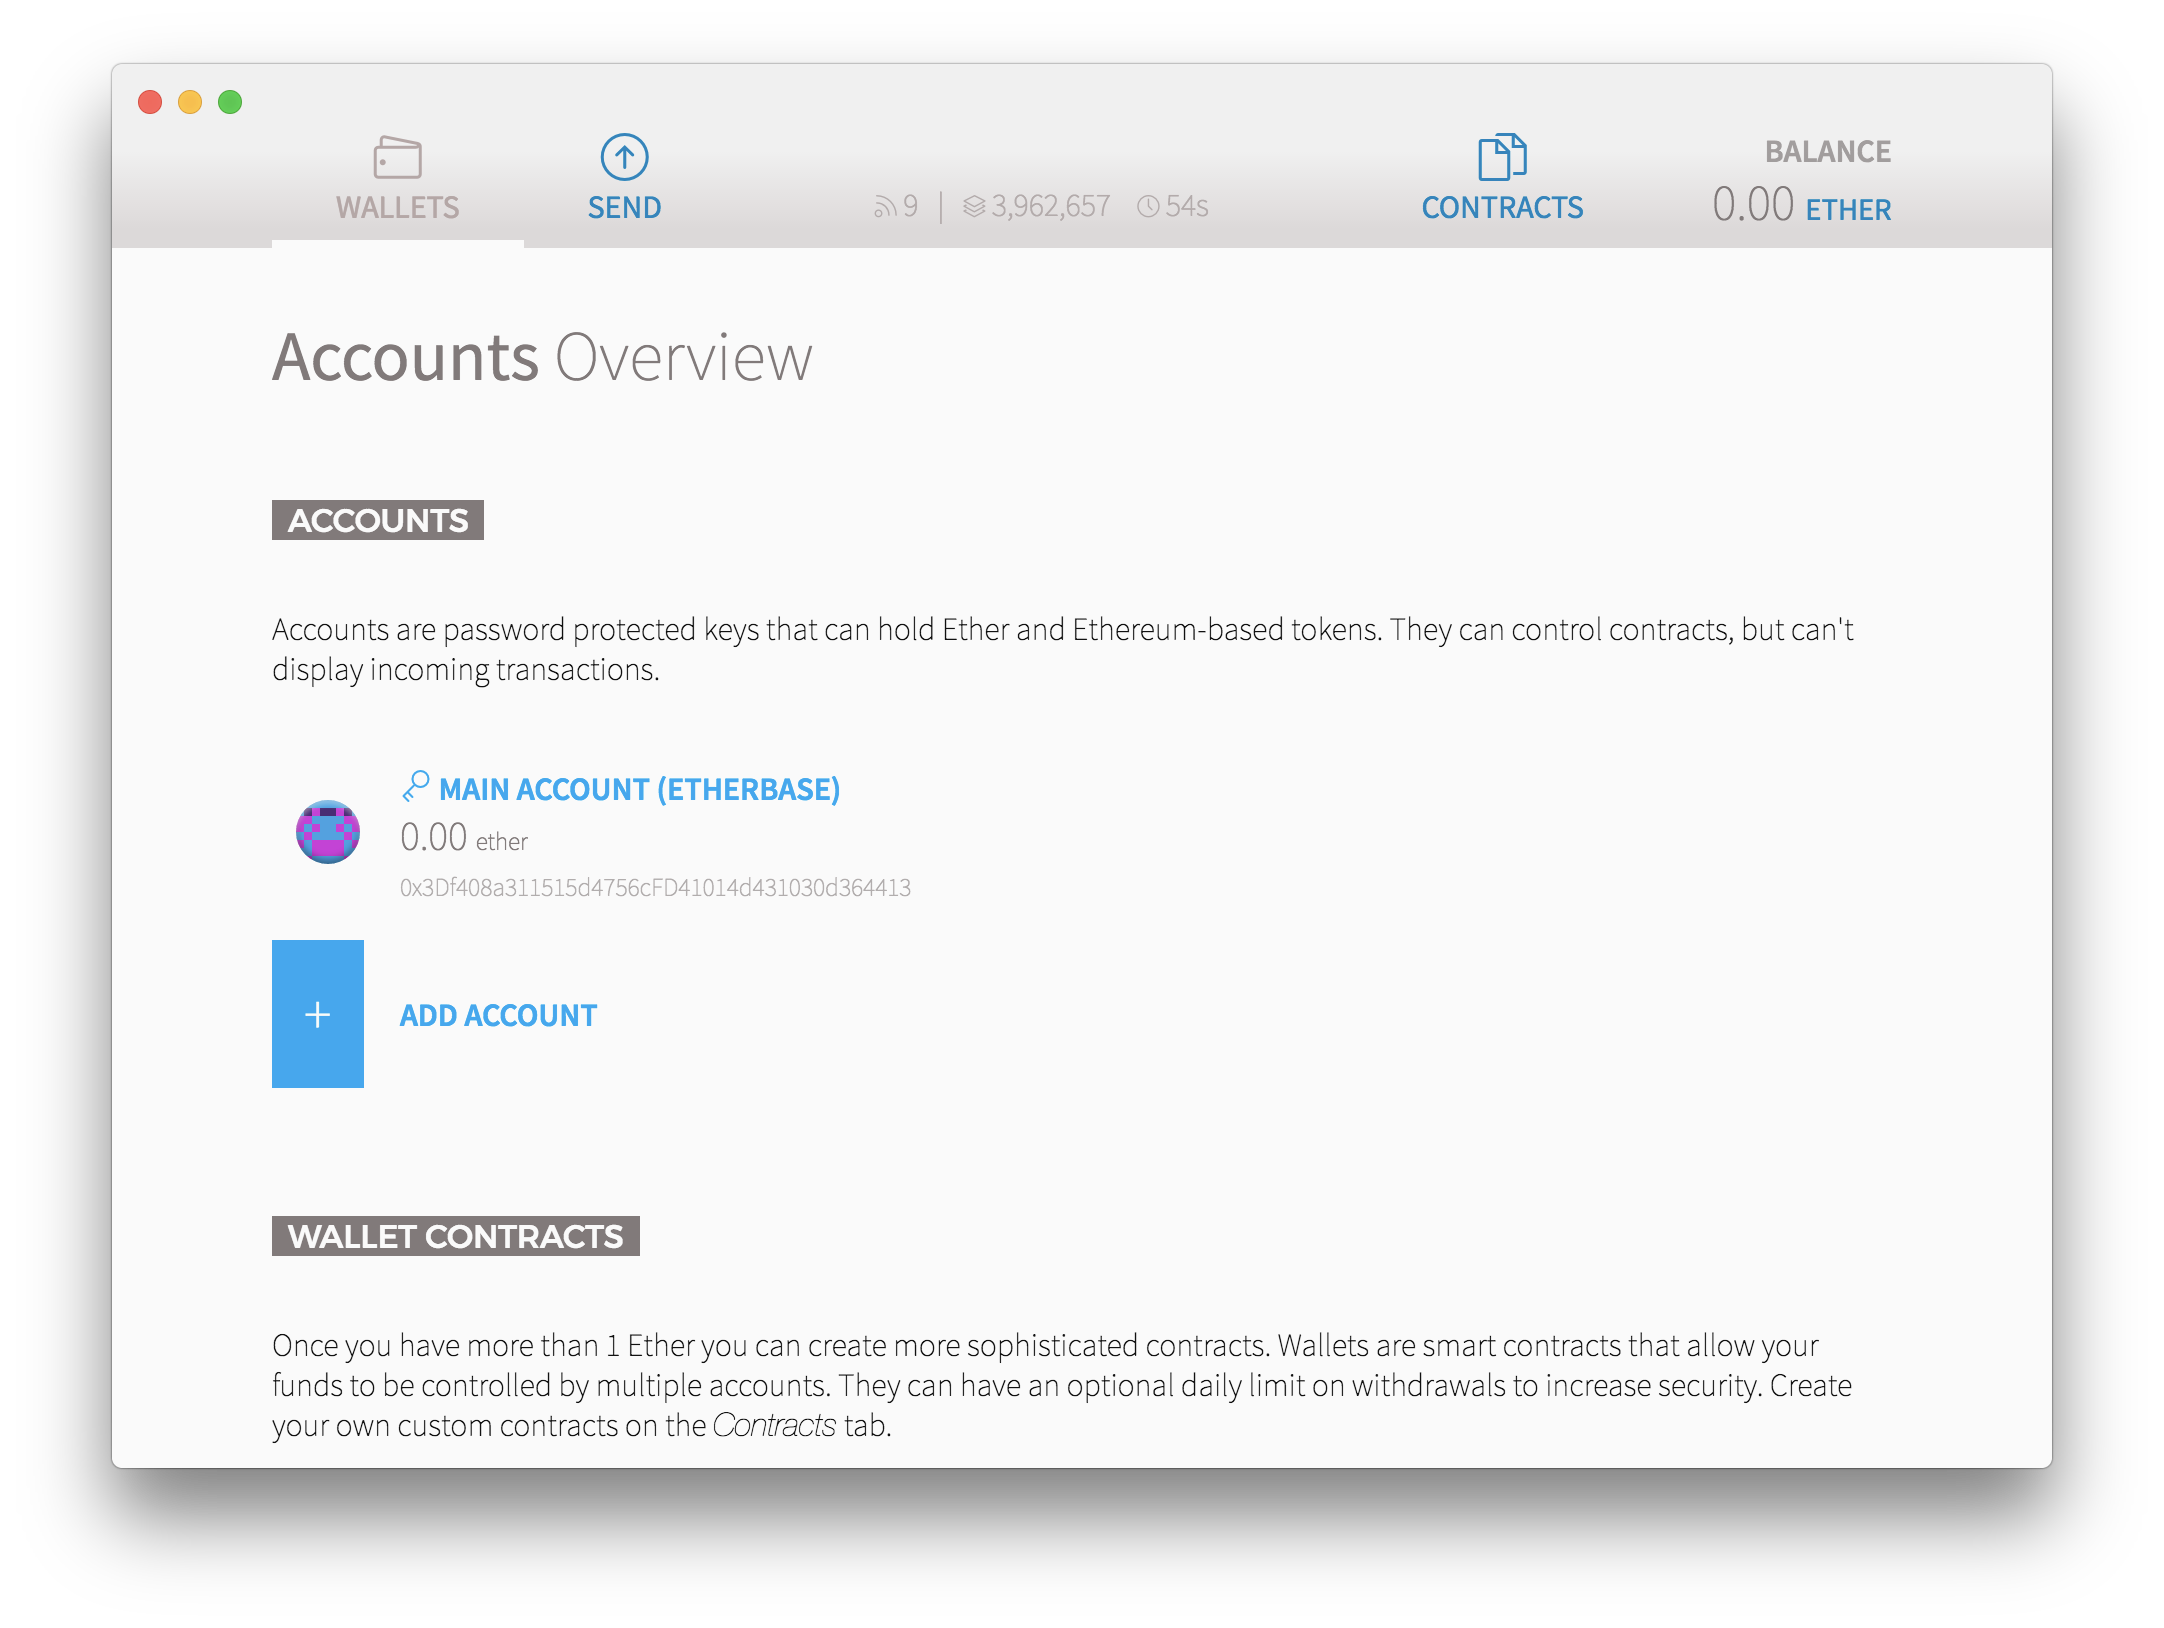 WALLETS
SEND
9 | 3,962,657 54s
CONTRACTS
BALANCE
0.00 ETHER
Accounts Overview
ACCOUNTS
Accounts are password protected keys that can hold Ether and Ethereum-based tokens. They can control contracts, but can't
display incoming transactions.
MAIN ACCOUNT (ETHERBASE)
0.00 ether
0x3Df408a311515d4756cFD41014d431030d364413
+
ADD ACCOUNT
WALLET CONTRACTS
Once you have more than 1 Ether you can create more sophisticated contracts. Wallets are smart contracts that allow your
funds to be controlled by multiple accounts. They can have an optional daily limit on withdrawals to increase security. Create
your own custom contracts on the Contracts tab.